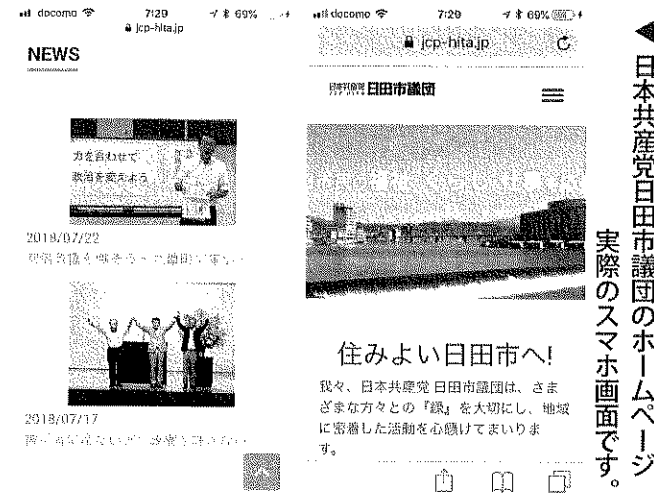 ◀日本共産党日田市議団のホームページ
実際のスマホ画面です。
docomo 7:29 69%
jcp-hita.jp
NEWS
力を合わせて
政治を変えよう
2018/07/22
2018/07/17
docomo 7:29 69%
jcp-hita.jp
日本共産党 日田市議団
住みよい日田市へ!
我々、日本共産党 日田市議団は、さま
ざまな方々との『縁』を大切にし、地域
に密着した活動を心懸けてまいりま
す。